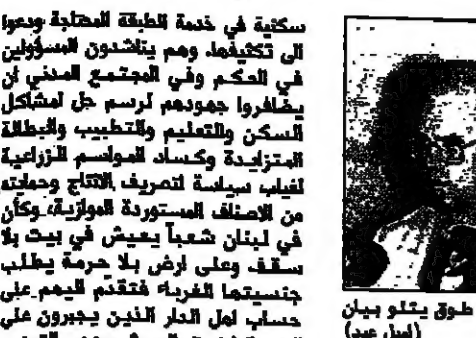 سكنية في خدمة الطبقة المحتاجة ودعوا
الى تكثيفها. وهم يناشدون المسؤولين
في الحكم وفي المجتمع المدني ان
يضافروا جهودهم لرسم حل لمشاكل
السكن والتعليم والتطبيب والبطالة
المتزايدة وكساد المواسم الزراعية
لغياب سياسة لتصريف الانتاج وحمايته
من الاصناف المستوردة الموازية، وكأن
في لبنان شعباً يعيش في بيت بلا
سقف وعلى ارض بلا حرمة يطلب
جنسيتها الغرباء فتقدّم اليهم على
حساب اهل الدار الذين يجبرون على
طوق يتلو بيان
(اميل عيد)